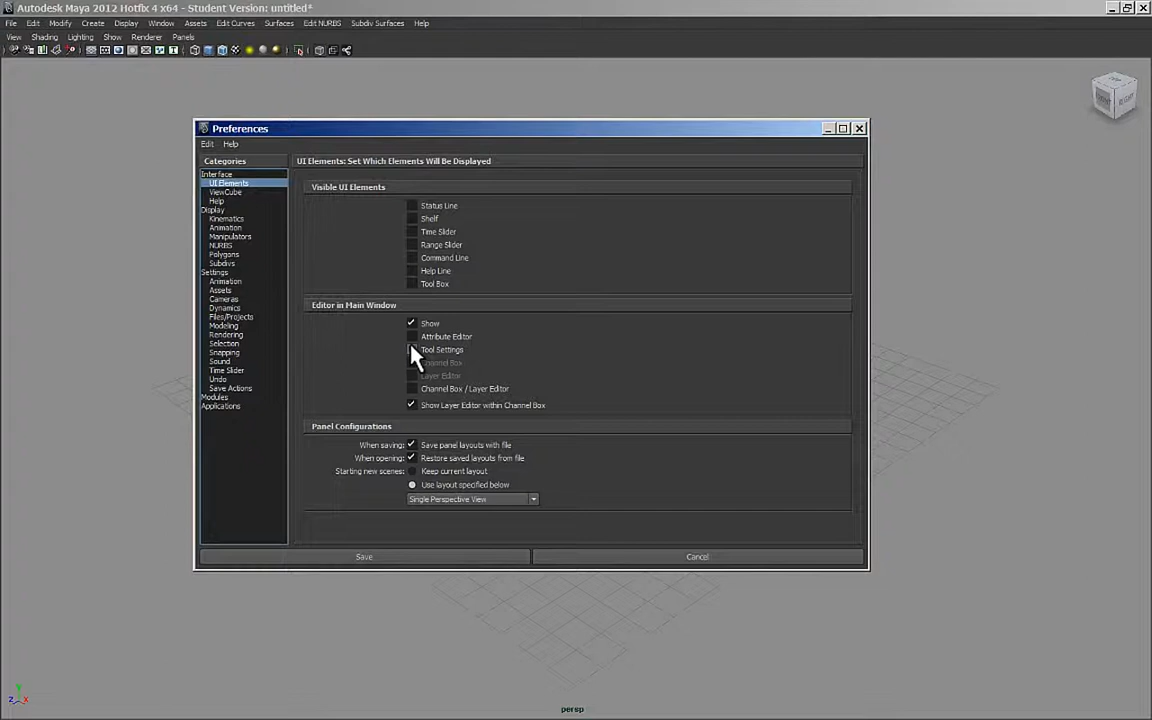 Autodesk Maya 2012 Hotfix 4 x64 - Student Version: untitled*
File Edit Modify Create Display Window Assets Edit Curves Surfaces Edit NURBS Subdiv Surfaces Help
View Shading Lighting Show Renderer Panels
Preferences
Edit Help
Categories
Interface
UI Elements
ViewCube
Help
Display
Kinematics
Animation
Manipulators
NURBS
Polygons
Subdivs
Settings
Animation
Assets
Cameras
Dynamics
Files/Projects
Modeling
Rendering
Selection
Snapping
Sound
Time Slider
Undo
Save Actions
Modules
Applications
UI Elements: Set Which Elements Will Be Displayed
Visible UI Elements
Status Line
Shelf
Time Slider
Range Slider
Command Line
Help Line
Tool Box
Editor in Main Window
Show
Attribute Editor
Tool Settings
Channel Box
Layer Editor
Channel Box / Layer Editor
Show Layer Editor within Channel Box
Panel Configurations
When saving: Save panel layouts with file
When opening: Restore saved layouts from file
Starting new scenes: Keep current layout
Use layout specified below
Single Perspective View
Save Cancel
persp